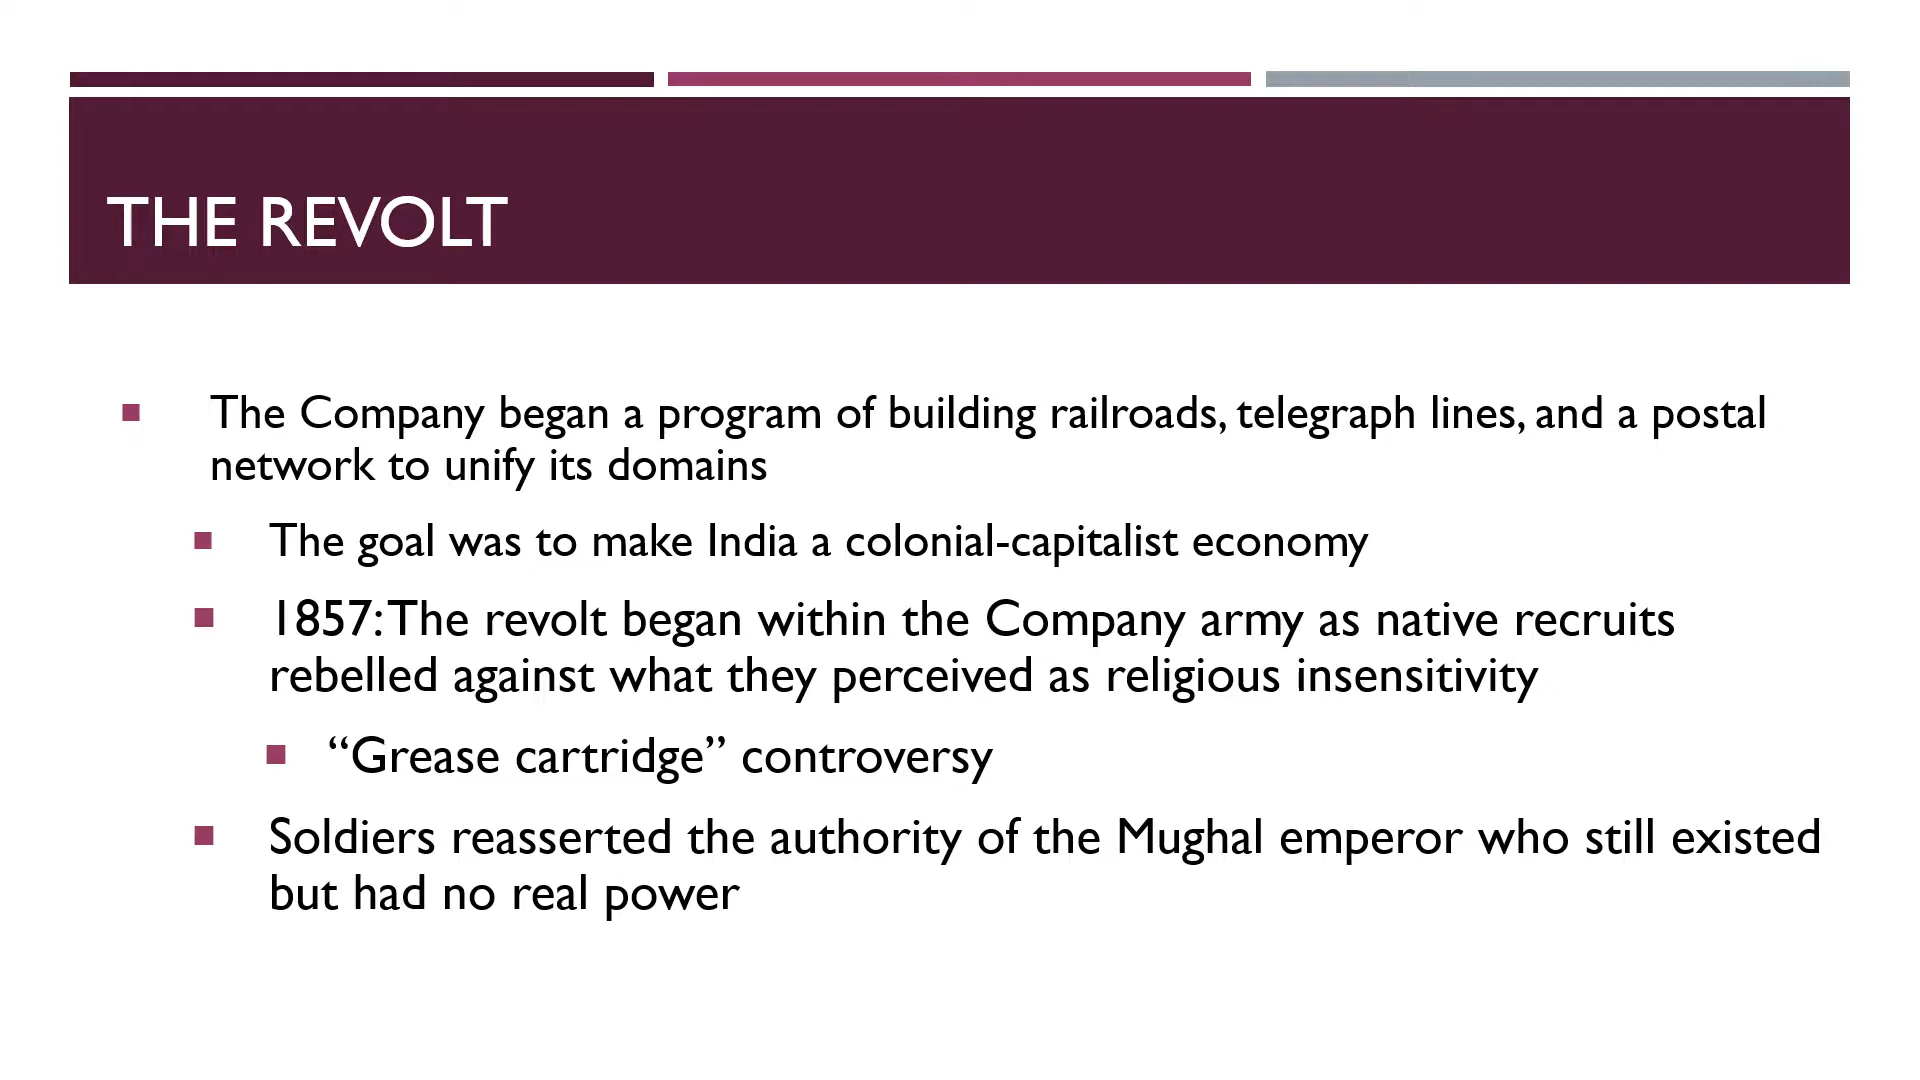 THE REVOLT
The Company began a program of building railroads, telegraph lines, and a postal
network to unify its domains
The goal was to make India a colonial-capitalist economy
1857: The revolt began within the Company army as native recruits
rebelled against what they perceived as religious insensitivity
“Grease cartridge” controversy
Soldiers reasserted the authority of the Mughal emperor who still existed
but had no real power